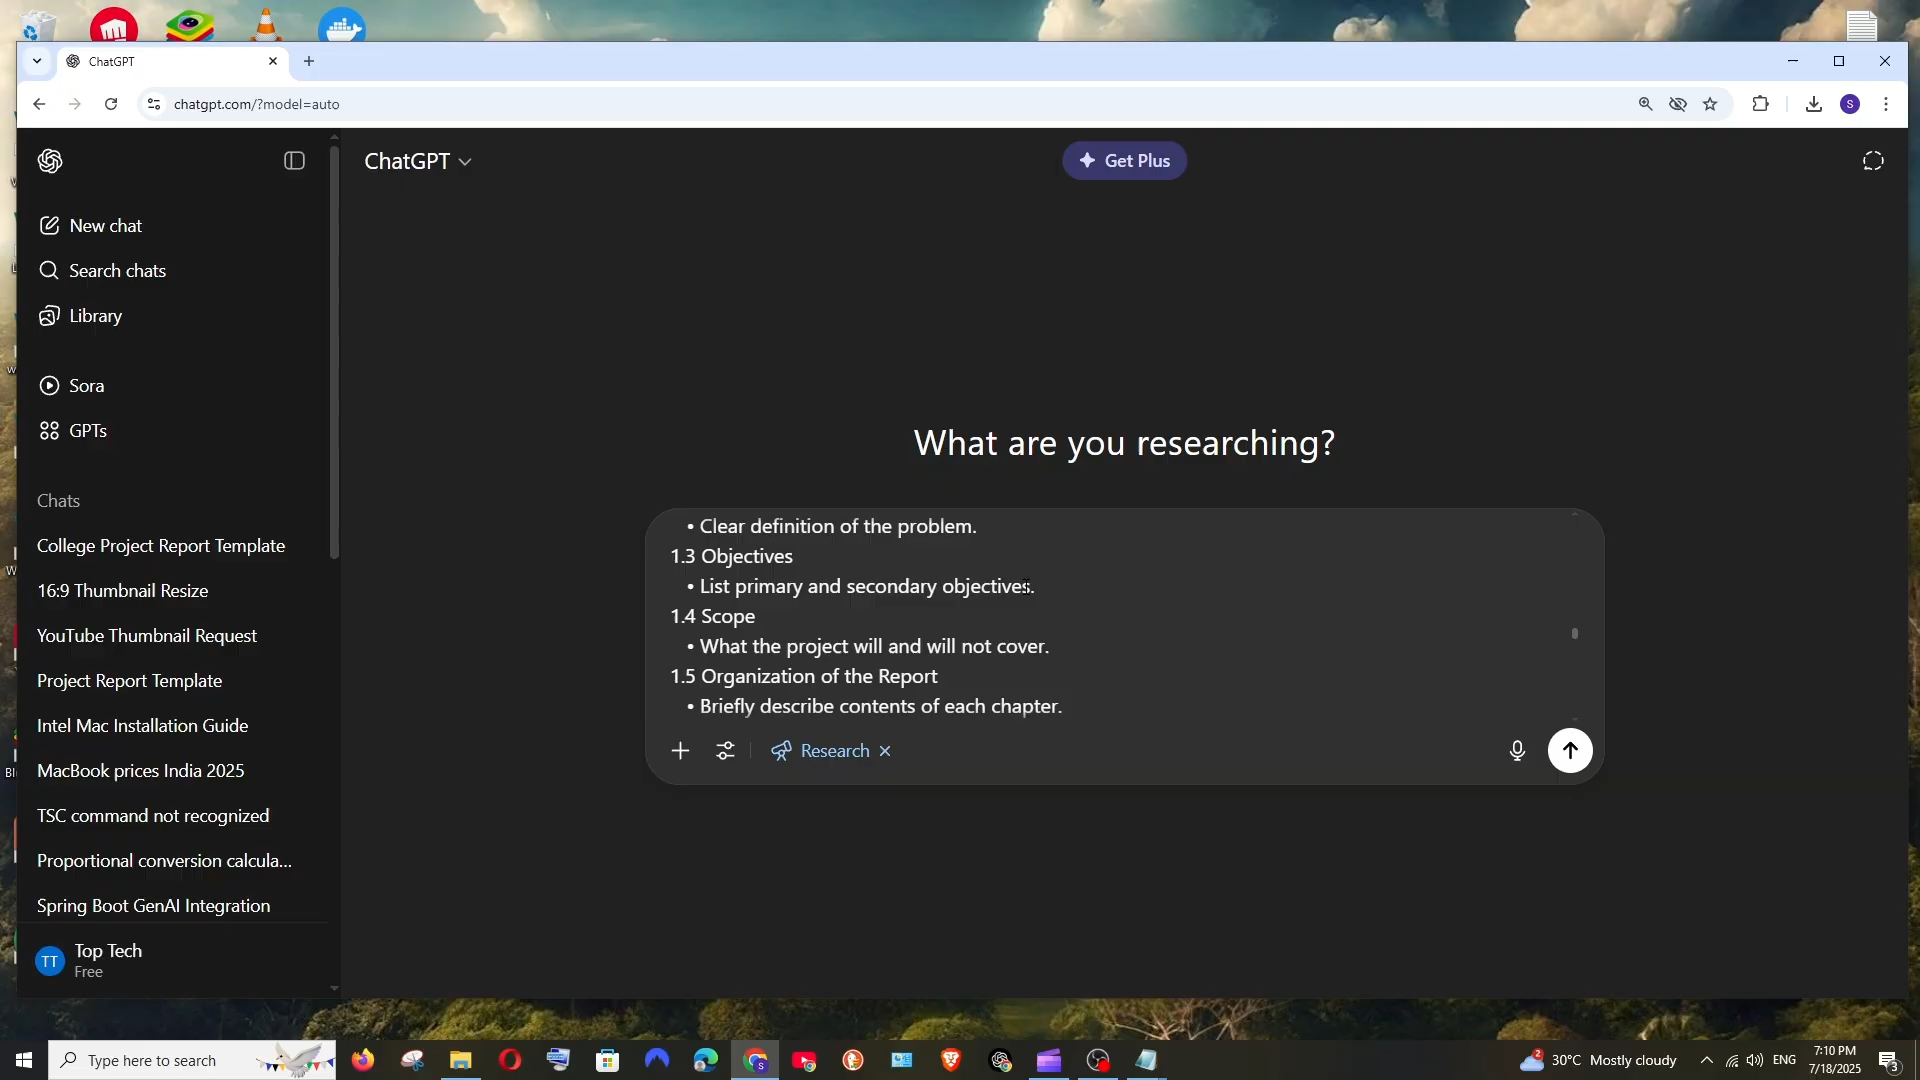 ChatGPT
chatgpt.com/?model=auto
S
ChatGPT
Get Plus
New chat
Search chats
Library
Sora
GPTs
Chats
College Project Report Template
16:9 Thumbnail Resize
YouTube Thumbnail Request
Project Report Template
Intel Mac Installation Guide
MacBook prices India 2025
TSC command not recognized
Proportional conversion calcula...
Spring Boot GenAI Integration
TT
Top Tech
Free
What are you researching?
• Clear definition of the problem.
1.3 Objectives
• List primary and secondary objectives.
1.4 Scope
• What the project will and will not cover.
1.5 Organization of the Report
• Briefly describe contents of each chapter.
Research
Type here to search
2
30°C Mostly cloudy
ENG
7:10 PM
7/18/2025
3